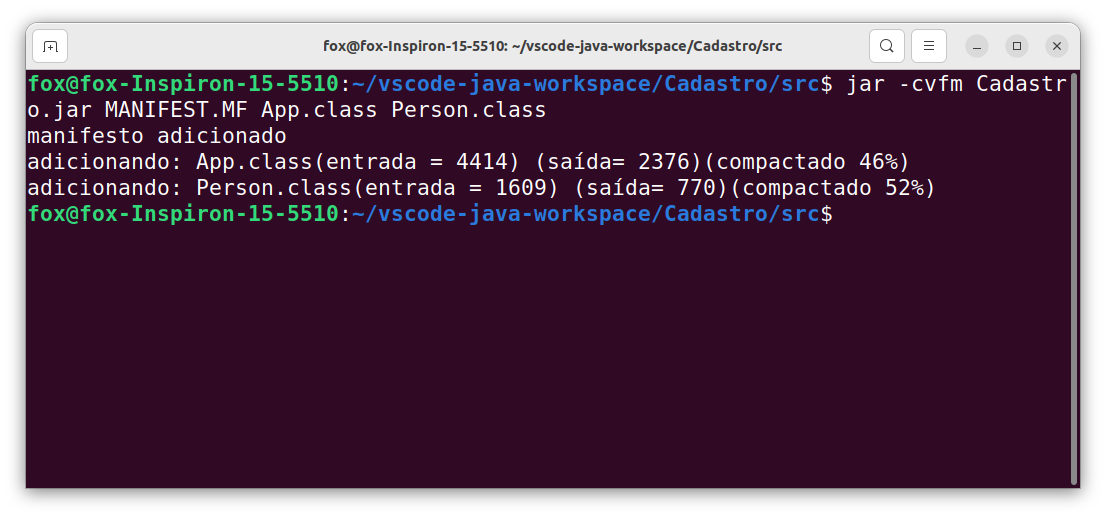 fox@fox-Inspiron-15-5510: ~/vscode-java-workspace/Cadastro/src
fox@fox-Inspiron-15-5510:~/vscode-java-workspace/Cadastro/src$ jar -cvfm Cadastr
o.jar MANIFEST.MF App.class Person.class
manifesto adicionado
adicionando: App.class(entrada = 4414) (saída= 2376)(compactado 46%)
adicionando: Person.class(entrada = 1609) (saída= 770)(compactado 52%)
fox@fox-Inspiron-15-5510:~/vscode-java-workspace/Cadastro/src$